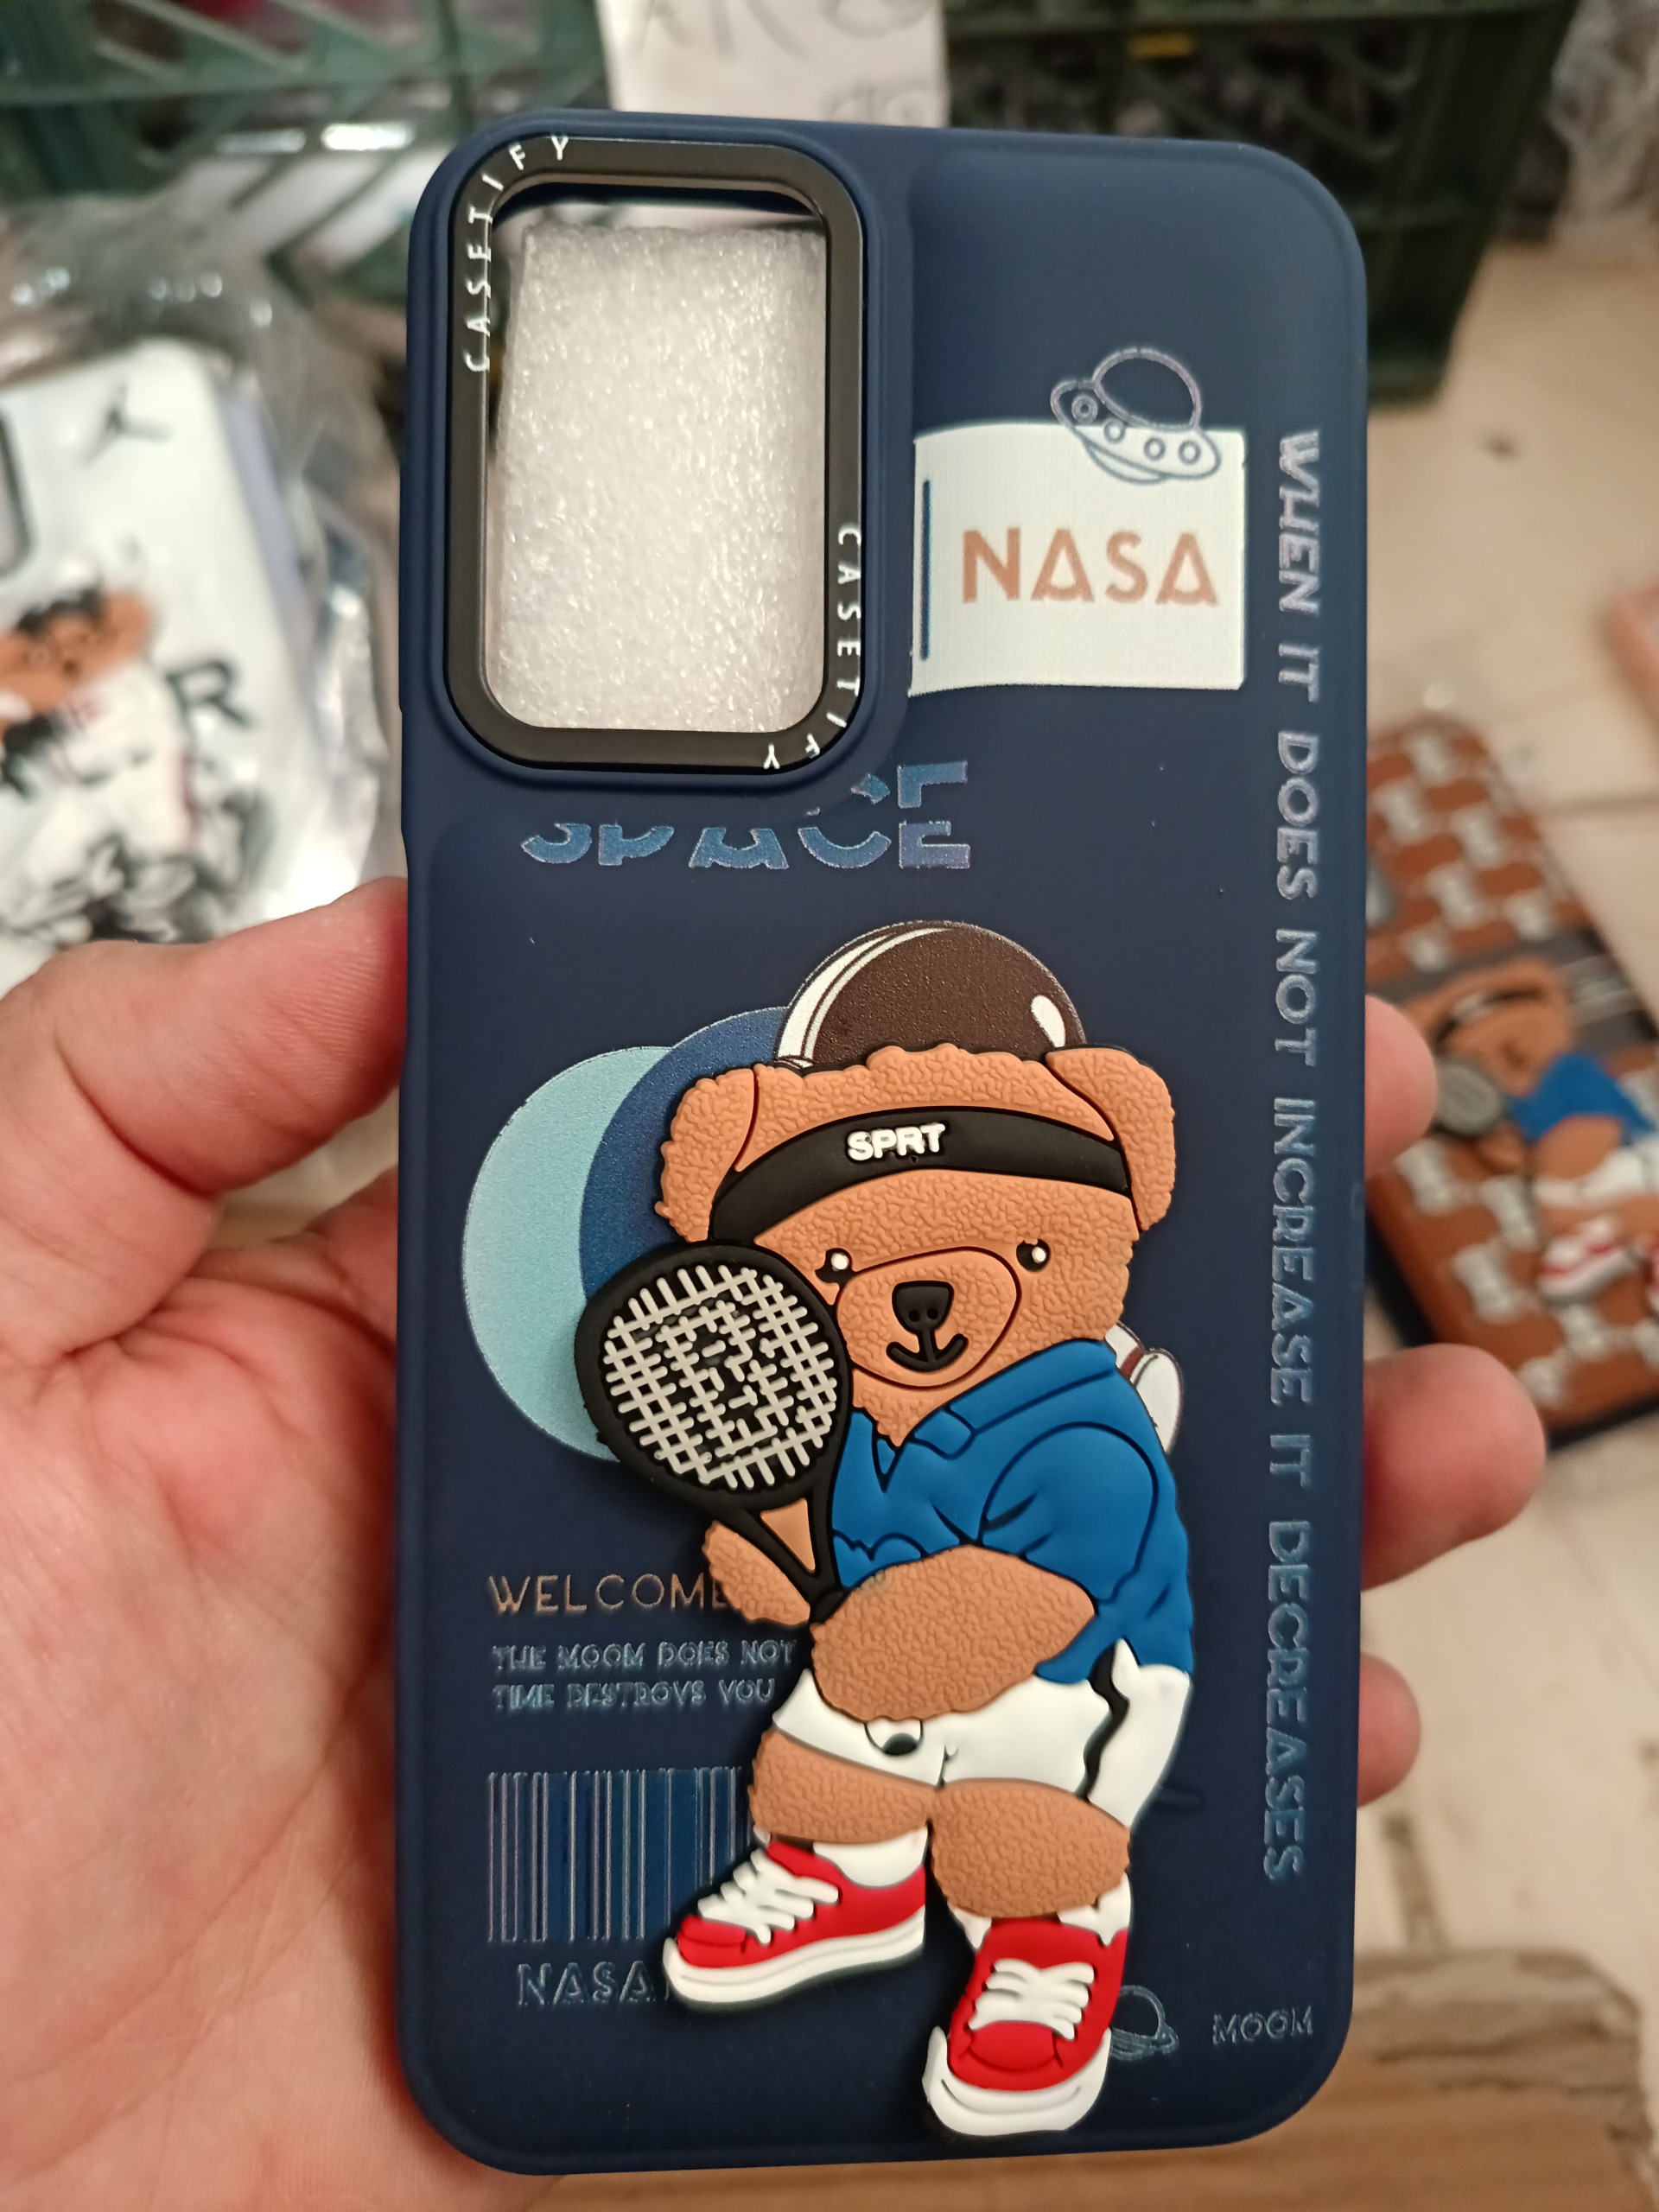 CASETIFY
CASETIFY
NASA
WHEN IT DOES NOT INCREASE IT DECREASES
SPACE
SPRT
WELCOME
THE MOOM DOES NOT
TIME DESTROYS YOU
NASA
MOOM
R